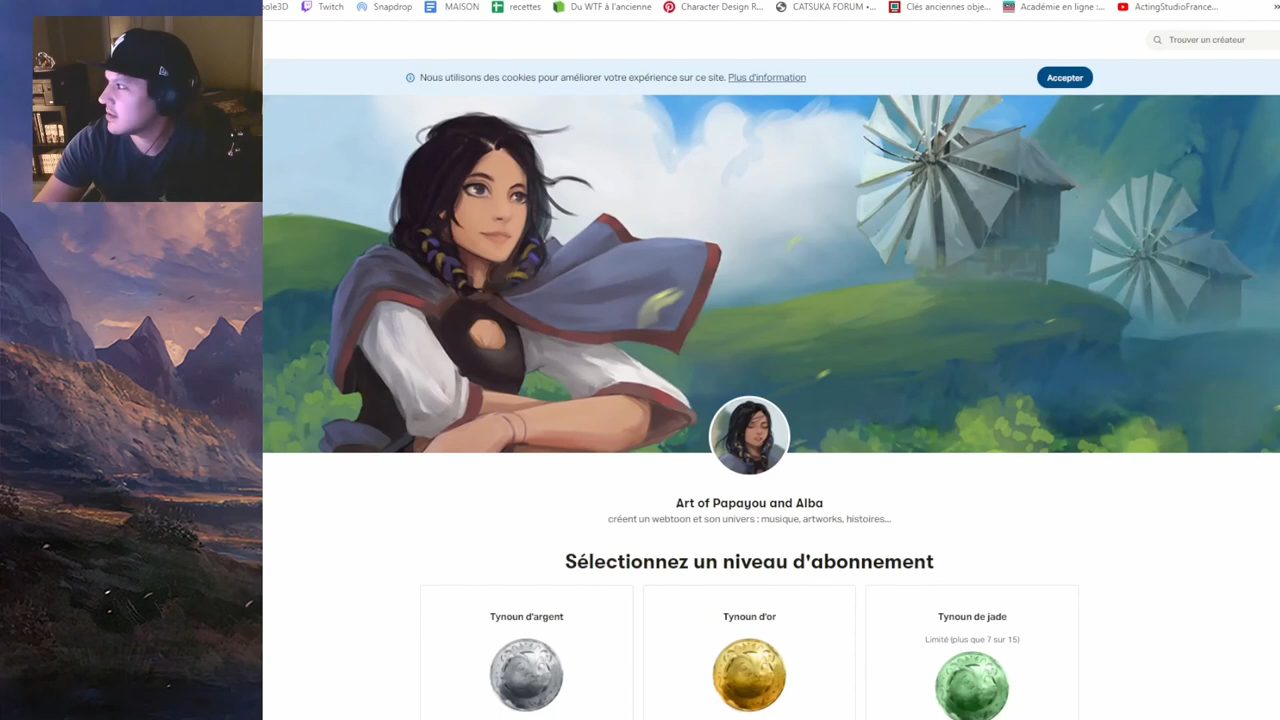 oole3D Twitch Snapdrop MAISON recettes Du WTF à l'ancienne Character Design R... CATSUKA FORUM •... Clés anciennes obje... Académie en ligne :... ActingStudioFrance... »
Trouver un créateur
Nous utilisons des cookies pour améliorer votre expérience sur ce site. Plus d'information Accepter
Art of Papayou and Alba
créent un webtoon et son univers : musique, artworks, histoires...
Sélectionnez un niveau d'abonnement
Tynoun d'argent Tynoun d'or Tynoun de jade
Limité (plus que 7 sur 15)